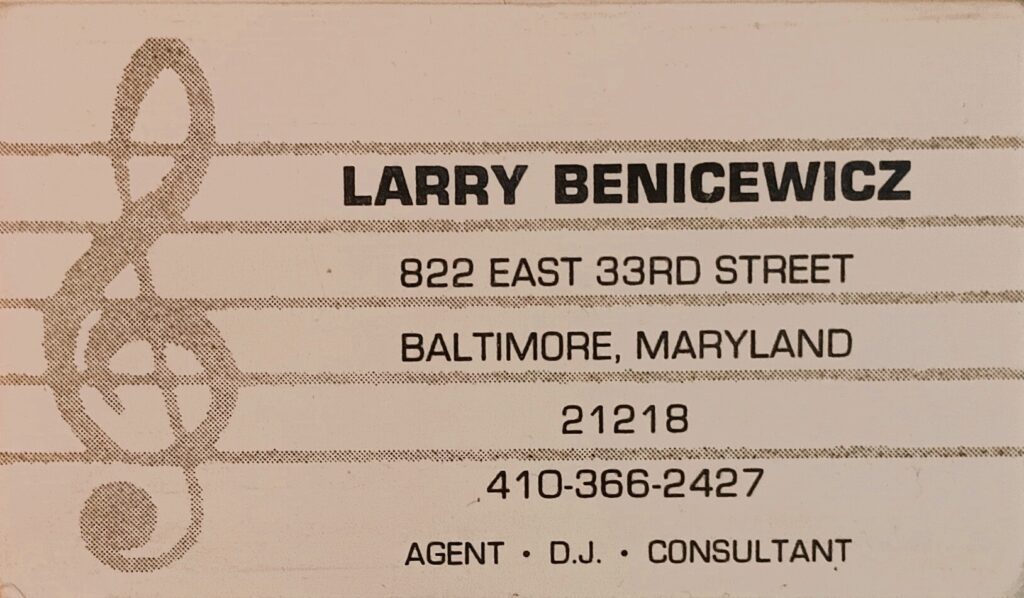 LARRY BENICEWICZ
822 EAST 33RD STREET
BALTIMORE, MARYLAND
21218
410-366-2427
AGENT • D.J. • CONSULTANT